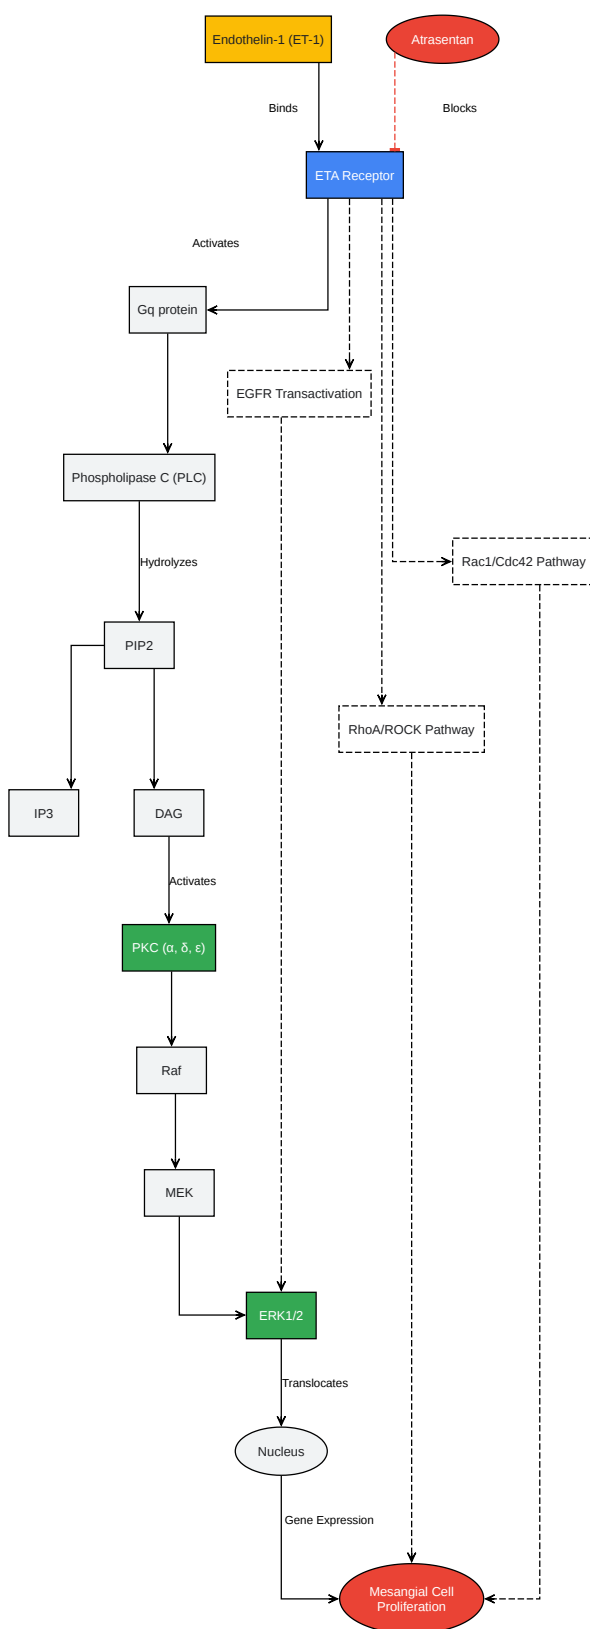 Endothelin-1 (ET-1)
Atrasentan
Binds
Blocks
ETA Receptor
Activates
Gq protein
EGFR Transactivation
Phospholipase C (PLC)
Hydrolyzes
Rac1/Cdc42 Pathway
PIP2
RhoA/ROCK Pathway
IP3
DAG
Activates
PKC (α, δ, ε)
Raf
MEK
ERK1/2
Translocates
Nucleus
Gene Expression
Mesangial Cell
Proliferation